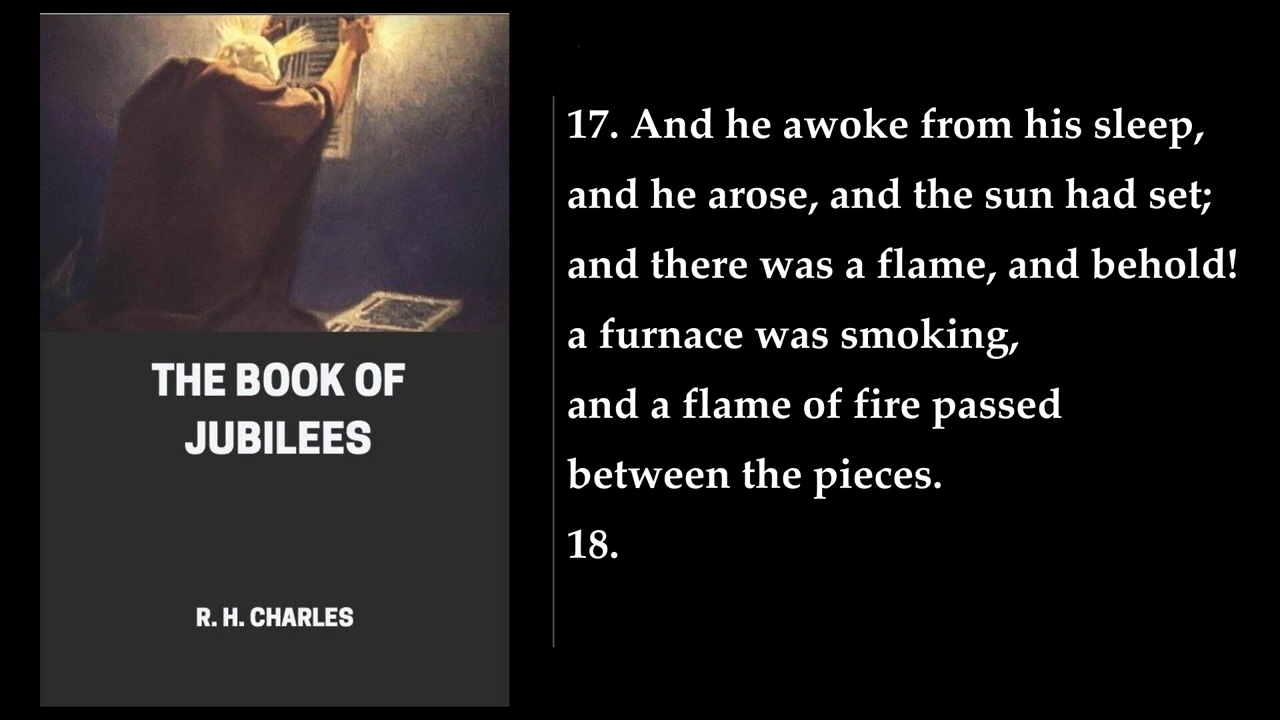 THE BOOK OF
JUBILEES
R. H. CHARLES
17. And he awoke from his sleep,
and he arose, and the sun had set;
and there was a flame, and behold!
a furnace was smoking,
and a flame of fire passed
between the pieces.
18.